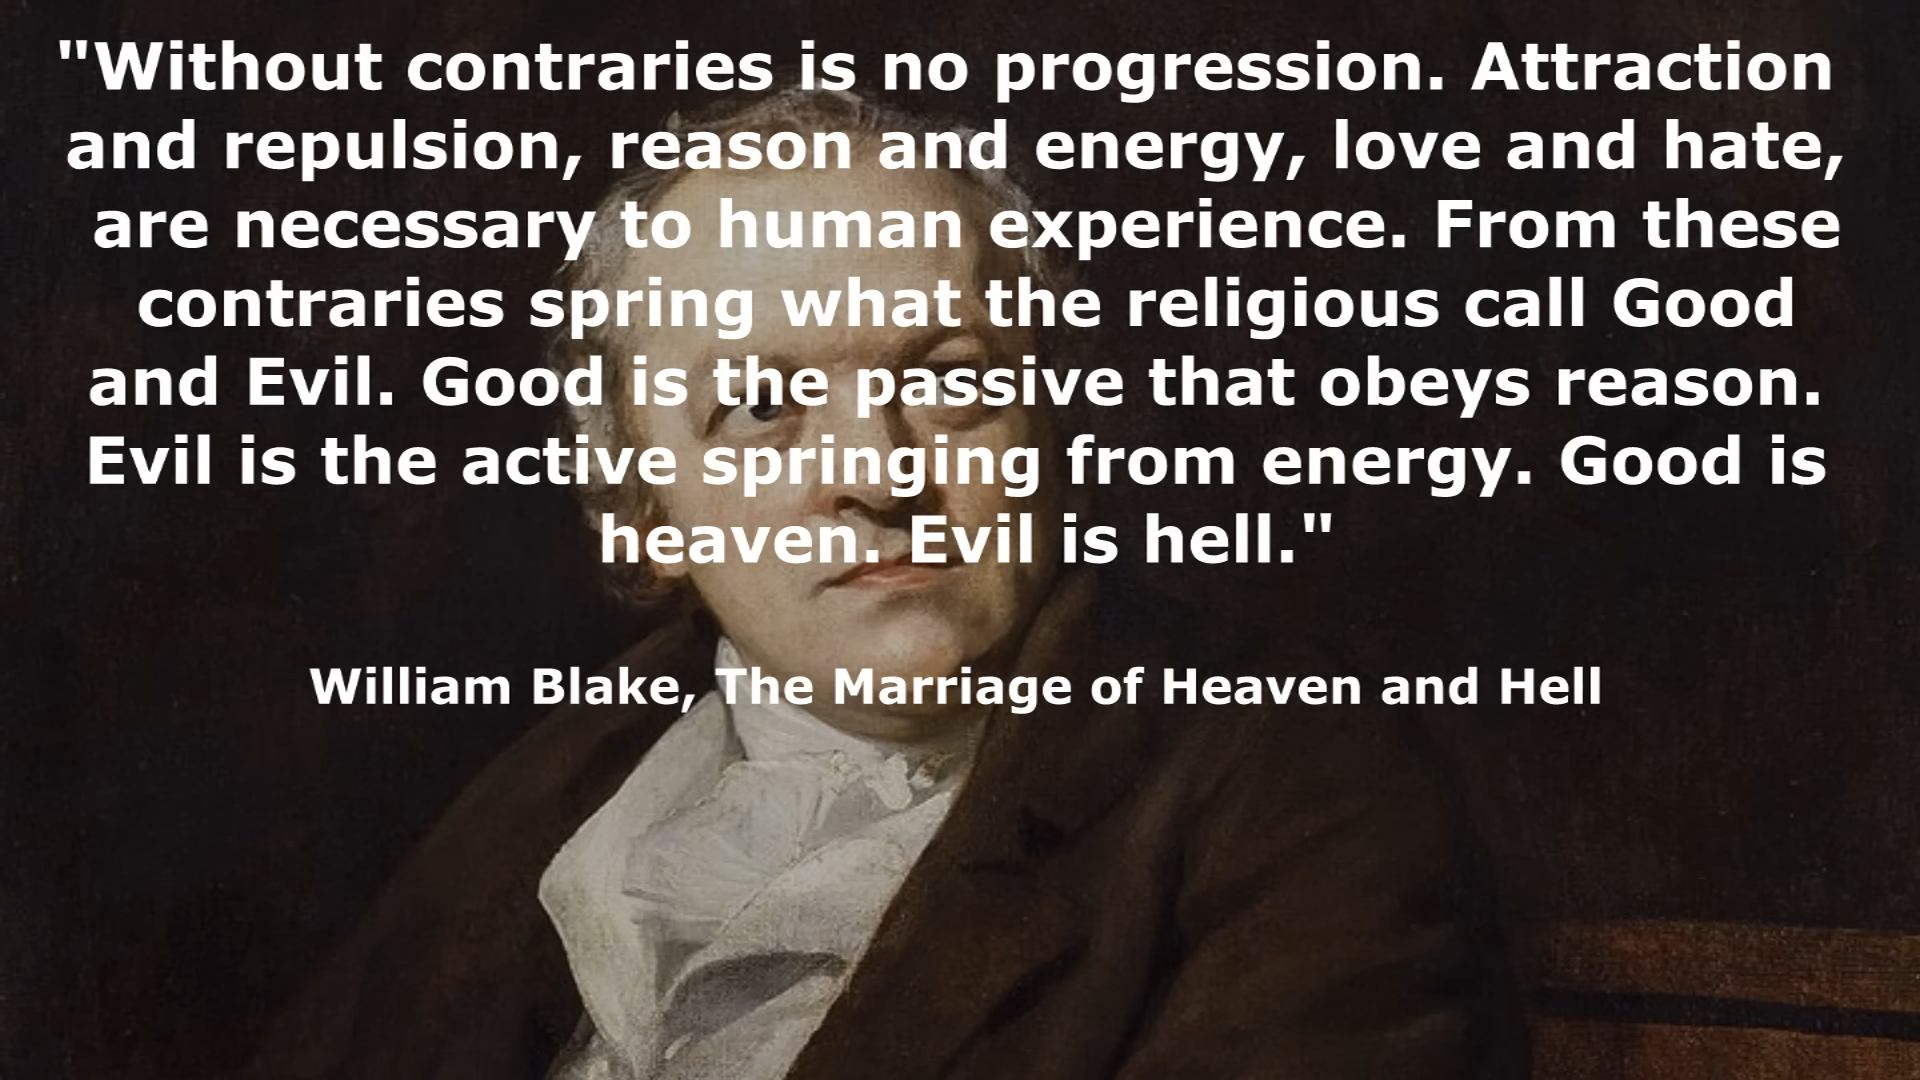 "Without contraries is no progression. Attraction
and repulsion, reason and energy, love and hate,
are necessary to human experience. From these
contraries spring what the religious call Good
and Evil. Good is the passive that obeys reason.
Evil is the active springing from energy. Good is
heaven. Evil is hell."
William Blake, The Marriage of Heaven and Hell